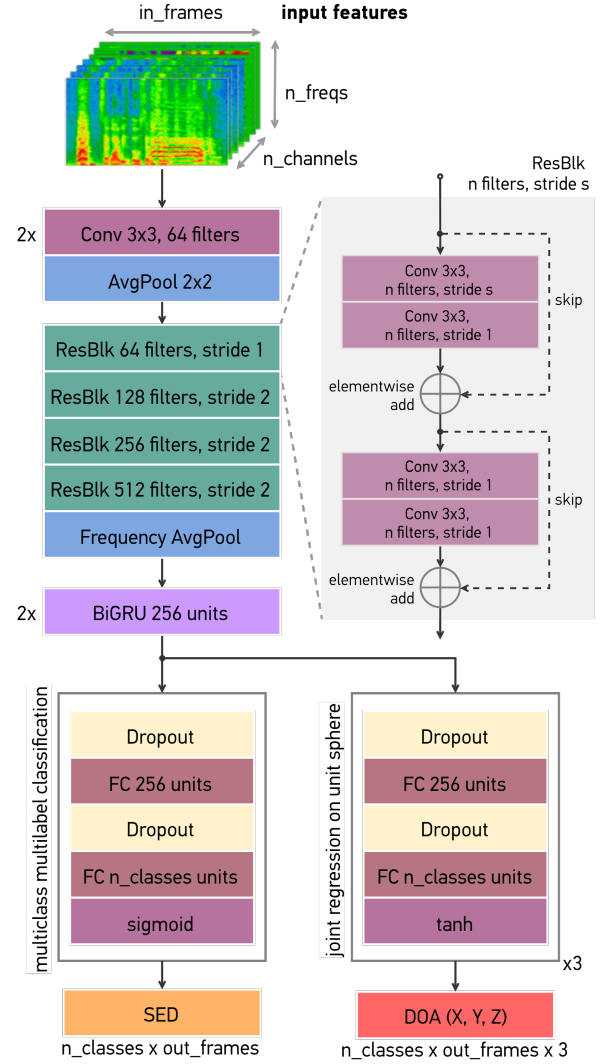 in_frames
input features
n_freqs
n_channels
2x
Conv 3x3, 64 filters
AvgPool 2x2
ResBlk 64 filters, stride 1
ResBlk 128 filters, stride 2
ResBlk 256 filters, stride 2
ResBlk 512 filters, stride 2
Frequency AvgPool
2x
BiGRU 256 units
ResBlk
n filters, stride s
Conv 3x3,
n filters, stride s
Conv 3x3,
n filters, stride 1
skip
elementwise
add
Conv 3x3,
n filters, stride 1
Conv 3x3,
n filters, stride 1
skip
elementwise
add
multiclass multilabel classification
Dropout
FC 256 units
Dropout
FC n_classes units
sigmoid
SED
n_classes x out_frames
joint regression on unit sphere
Dropout
FC 256 units
Dropout
FC n_classes units
tanh
x3
DOA (X, Y, Z)
n_classes x out_frames x 3